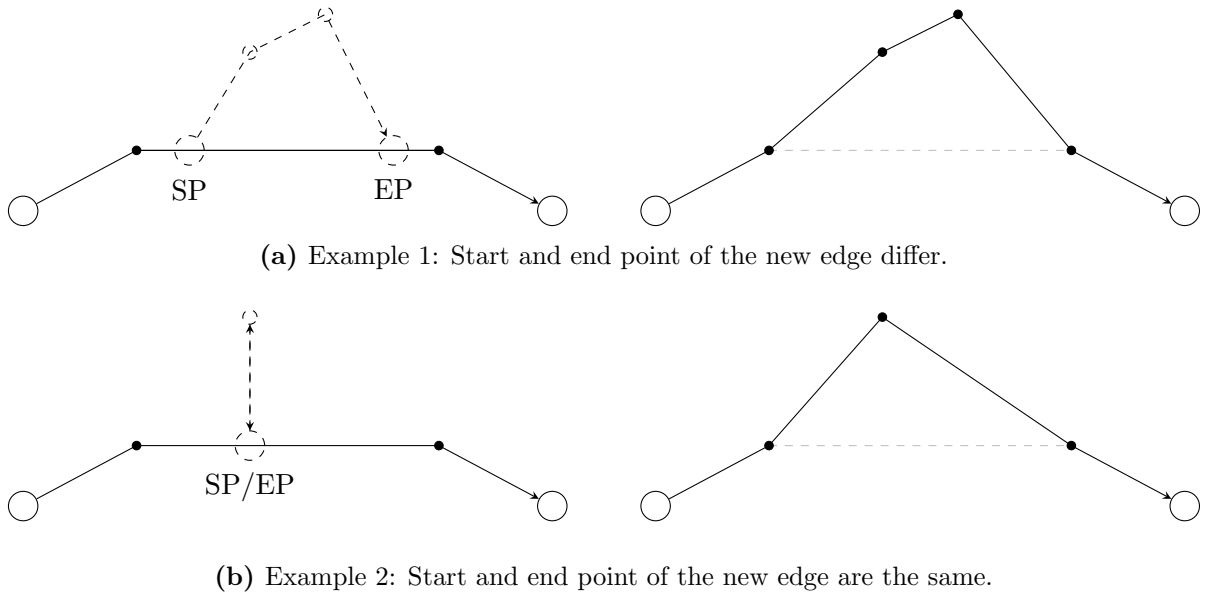 SP EP
(a) Example 1: Start and end point of the new edge differ.
SP/EP
(b) Example 2: Start and end point of the new edge are the same.